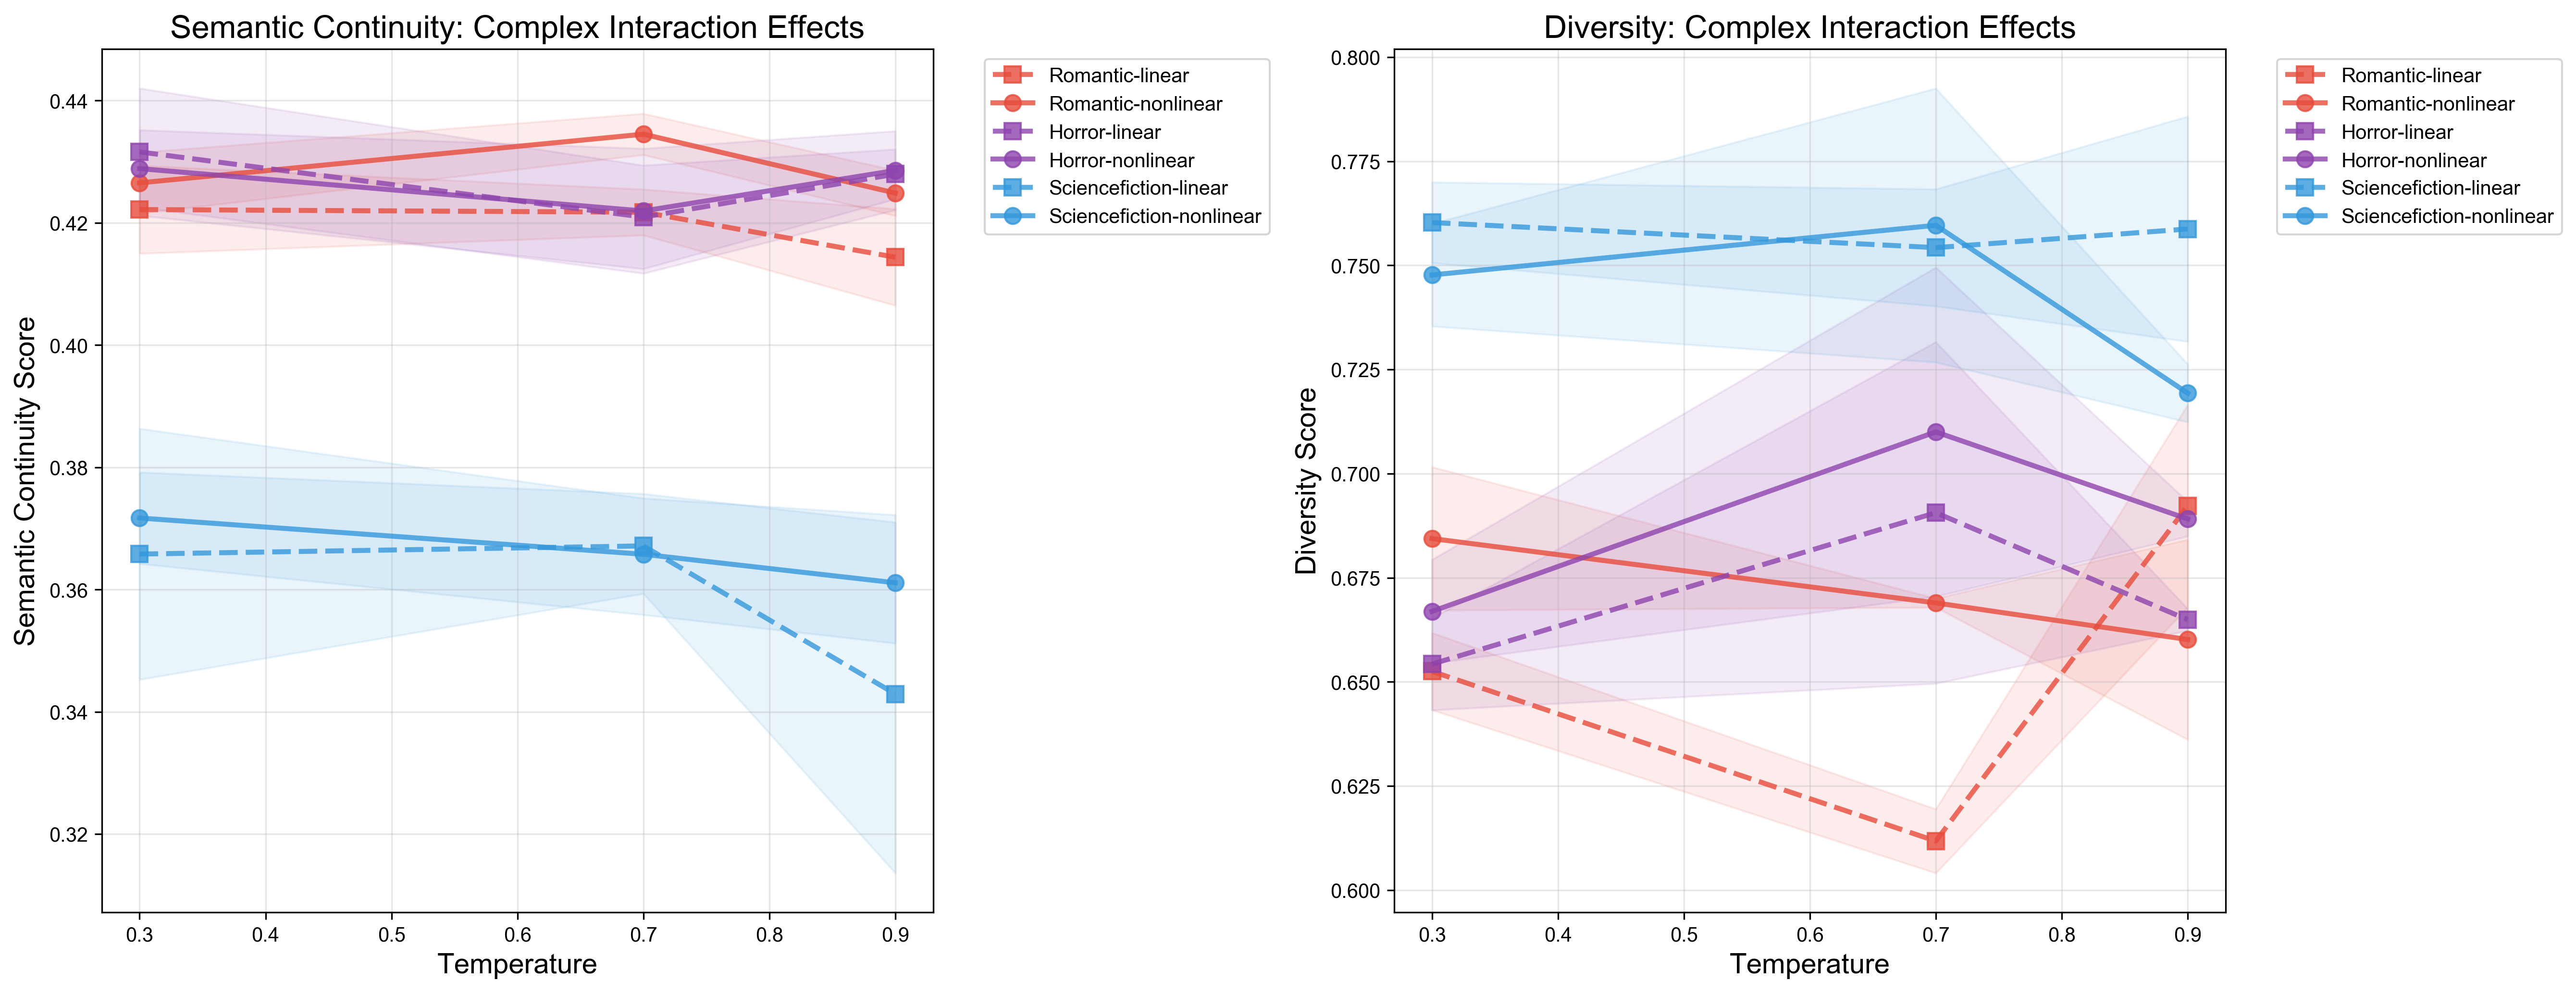 Semantic Continuity: Complex Interaction Effects
Semantic Continuity Score
0.44
0.42
0.40
0.38
0.36
0.34
0.32
0.3
0.4
0.5
0.6
0.7
0.8
0.9
Temperature
Romantic-linear
Romantic-nonlinear
Horror-linear
Horror-nonlinear
Sciencefiction-linear
Sciencefiction-nonlinear
Diversity: Complex Interaction Effects
Diversity Score
0.800
0.775
0.750
0.725
0.700
0.675
0.650
0.625
0.600
0.3
0.4
0.5
0.6
0.7
0.8
0.9
Temperature
Romantic-linear
Romantic-nonlinear
Horror-linear
Horror-nonlinear
Sciencefiction-linear
Sciencefiction-nonlinear